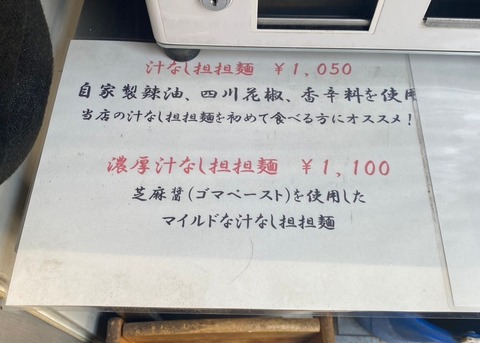 汁なし担担麺 ￥1,050
自家製辣油、四川花椒、香辛料を使用
当店の汁なし担担麺を初めて食べる方にオススメ！
濃厚汁なし担担麺 ￥1,100
芝麻醤(ゴマペースト)を使用した
マイルドな汁なし担担麺